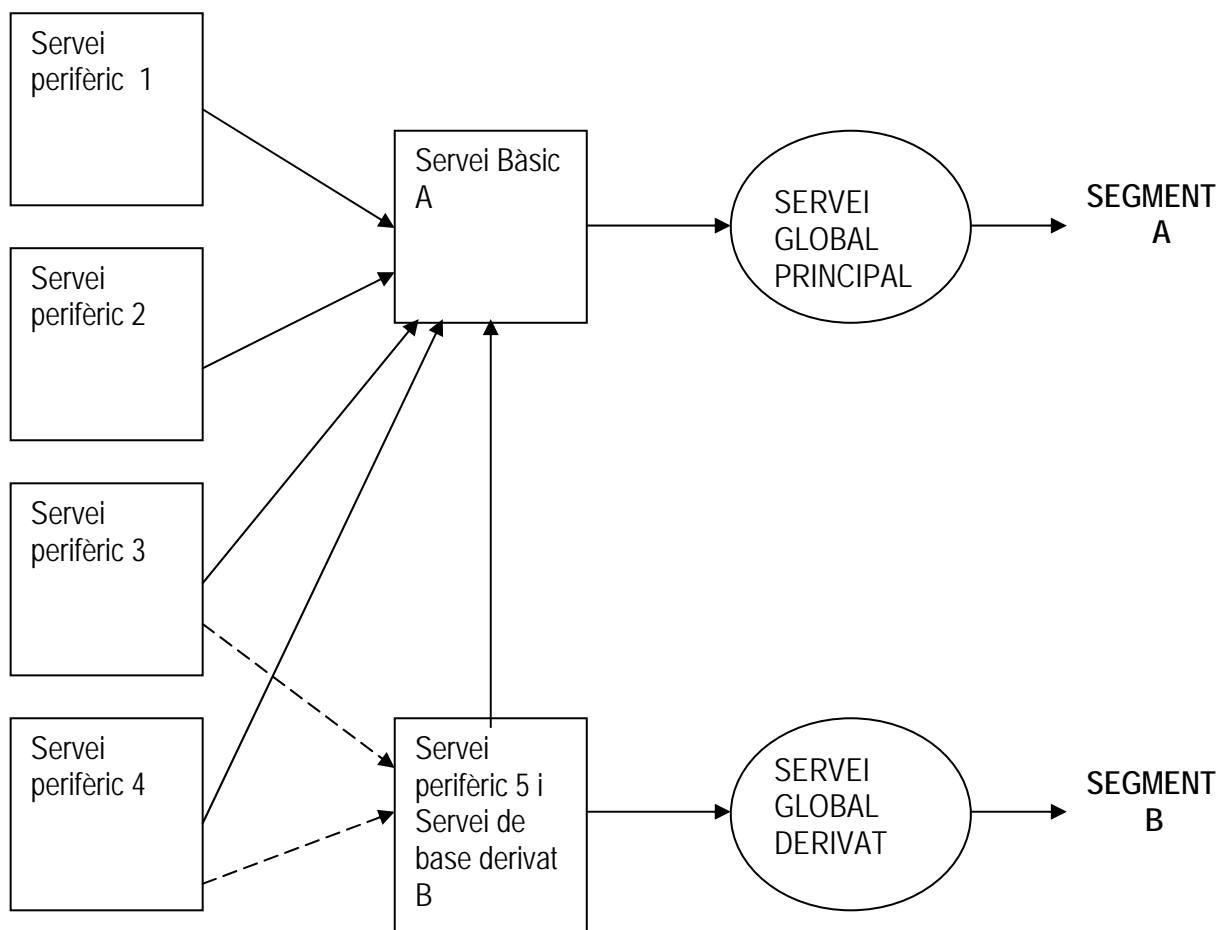 Servei
perifèric 1
Servei
perifèric 2
Servei
perifèric 3
Servei
perifèric 4
Servei Bàsic
A
Servei
perifèric 5 i
Servei de
base derivat
B
SERVEI
GLOBAL
PRINCIPAL
SEGMENT
A
SERVEI
GLOBAL
DERIVAT
SEGMENT
B